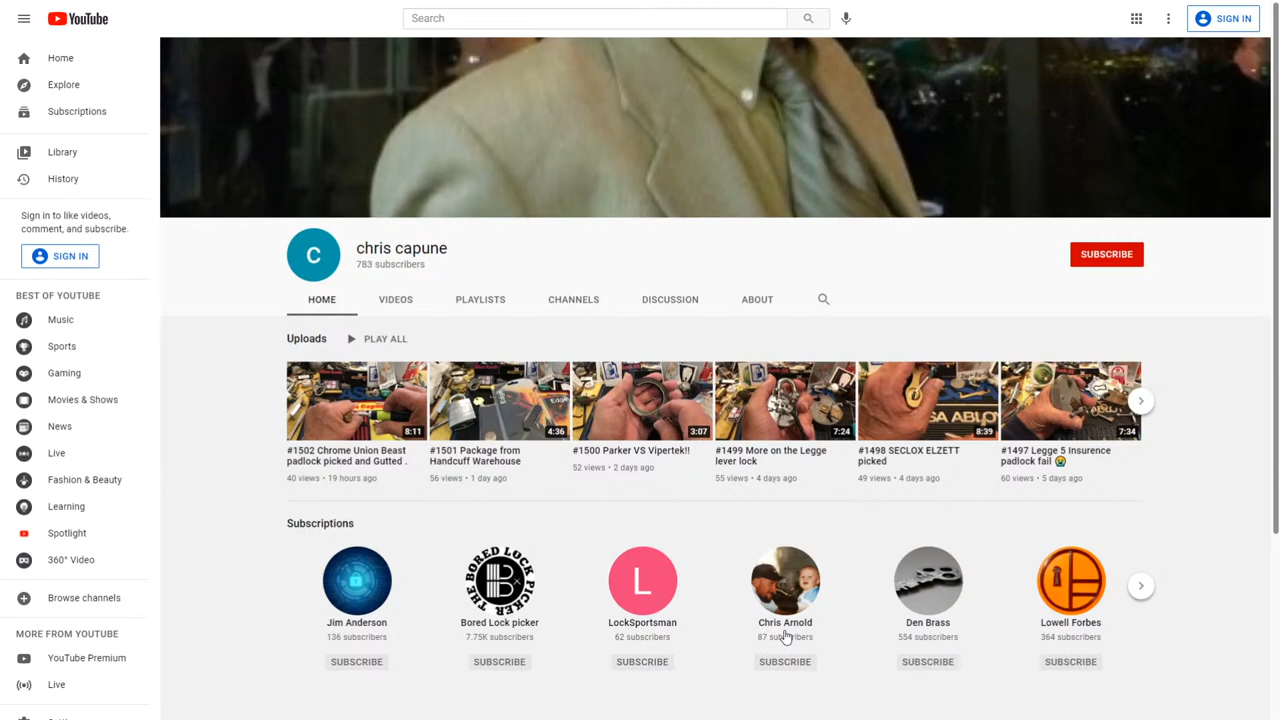 YouTube
Search
SIGN IN
Home
Explore
Subscriptions
Library
History
Sign in to like videos,
comment, and subscribe.
SIGN IN
BEST OF YOUTUBE
Music
Sports
Gaming
Movies & Shows
News
Live
Fashion & Beauty
Learning
Spotlight
360° Video
Browse channels
MORE FROM YOUTUBE
YouTube Premium
Live
C
chris capune
783 subscribers
SUBSCRIBE
HOME VIDEOS PLAYLISTS CHANNELS DISCUSSION ABOUT
Uploads PLAY ALL
8:11
4:36
3:07
7:24
8:39
7:34
#1502 Chrome Union Beast
padlock picked and Gutted .
40 views • 19 hours ago
#1501 Package from
Handcuff Warehouse
56 views • 1 day ago
#1500 Parker VS Vipertek!!
52 views • 2 days ago
#1499 More on the Legge
lever lock
55 views • 4 days ago
#1498 SECLOX ELZETT
picked
49 views • 4 days ago
#1497 Legge 5 Insurence
padlock fail 😭
60 views • 5 days ago
Subscriptions
BORED LOCK PICKER
THE
L
Jim Anderson
136 subscribers
SUBSCRIBE
Bored Lock picker
7.75K subscribers
SUBSCRIBE
LockSportsman
62 subscribers
SUBSCRIBE
Chris Arnold
87 subscribers
SUBSCRIBE
Den Brass
554 subscribers
SUBSCRIBE
Lowell Forbes
364 subscribers
SUBSCRIBE